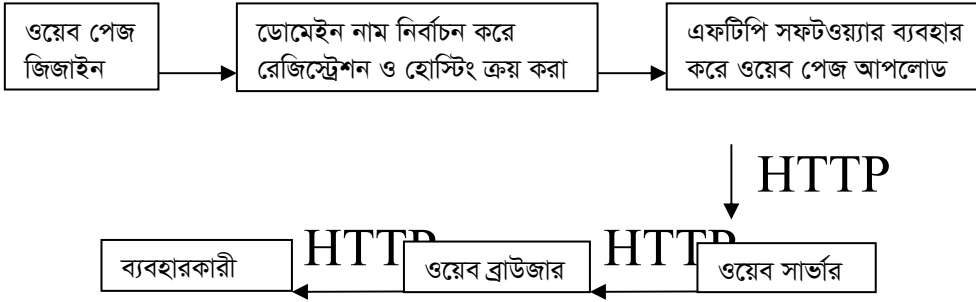 ওয়েব পেজ
জিজাইন
ডোমেইন নাম নির্বাচন করে
রেজিস্ট্রেশন ও হোস্টিং ক্রয় করা
এফটিপি সফটওয়্যার ব্যবহার
করে ওয়েব পেজ আপলোড
HTTP
ব্যবহারকারী
HTTP
ওয়েব ব্রাউজার
HTTP
ওয়েব সার্ভার